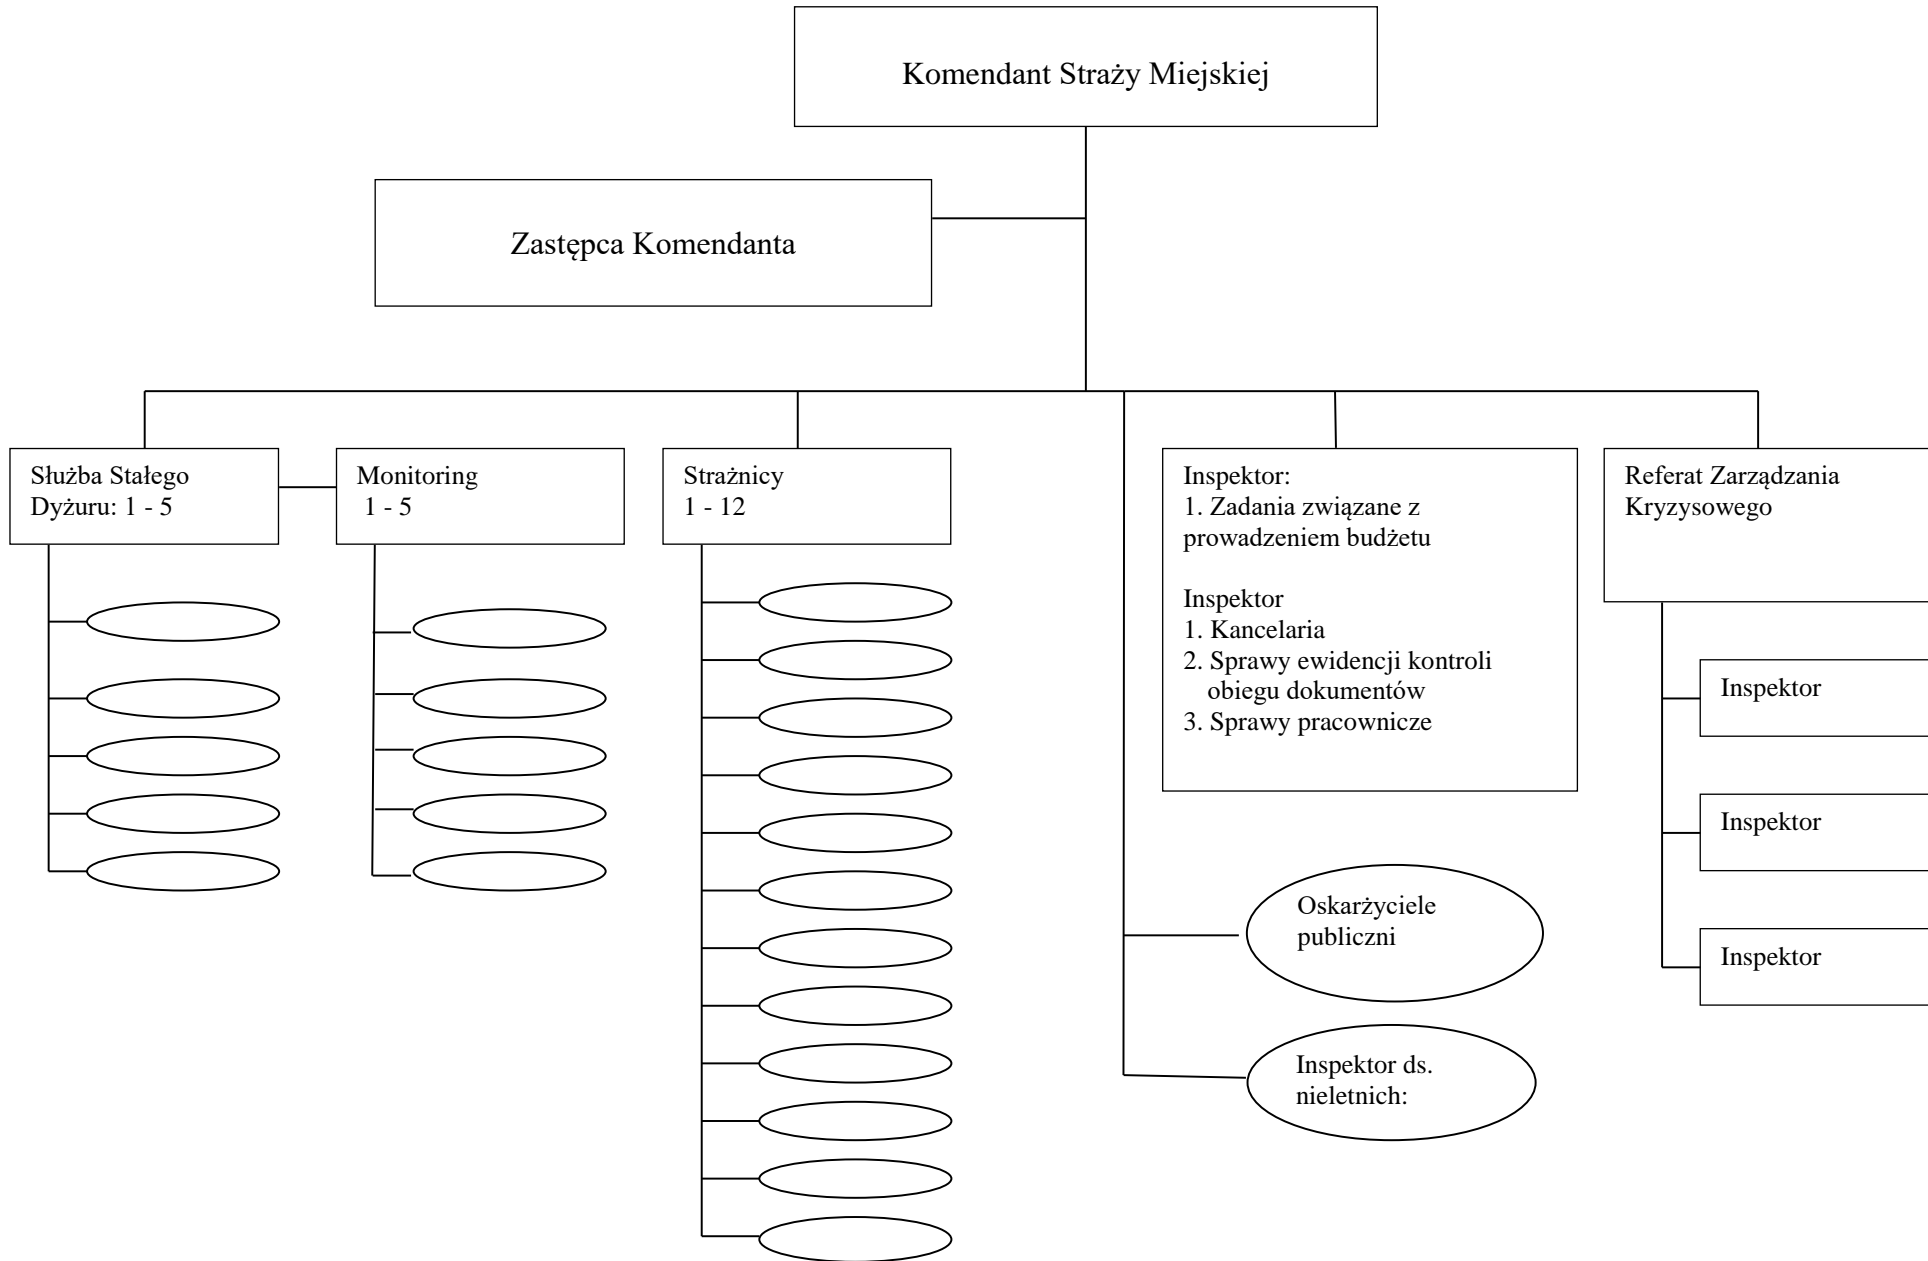 Komendant Straży Miejskiej
Zastępca Komendanta
Służba Stałego
Dyżuru: 1 - 5
Monitoring
1 - 5
Strażnicy
1 - 12
Inspektor:
1. Zadania związane z
prowadzeniem budżetu
Inspektor
1. Kancelaria
2. Sprawy ewidencji kontroli
obiegu dokumentów
3. Sprawy pracownicze
Referat Zarządzania
Kryzysowego
Inspektor
Inspektor
Inspektor
Oskarżyciele
publiczni
Inspektor ds.
nieletnich: